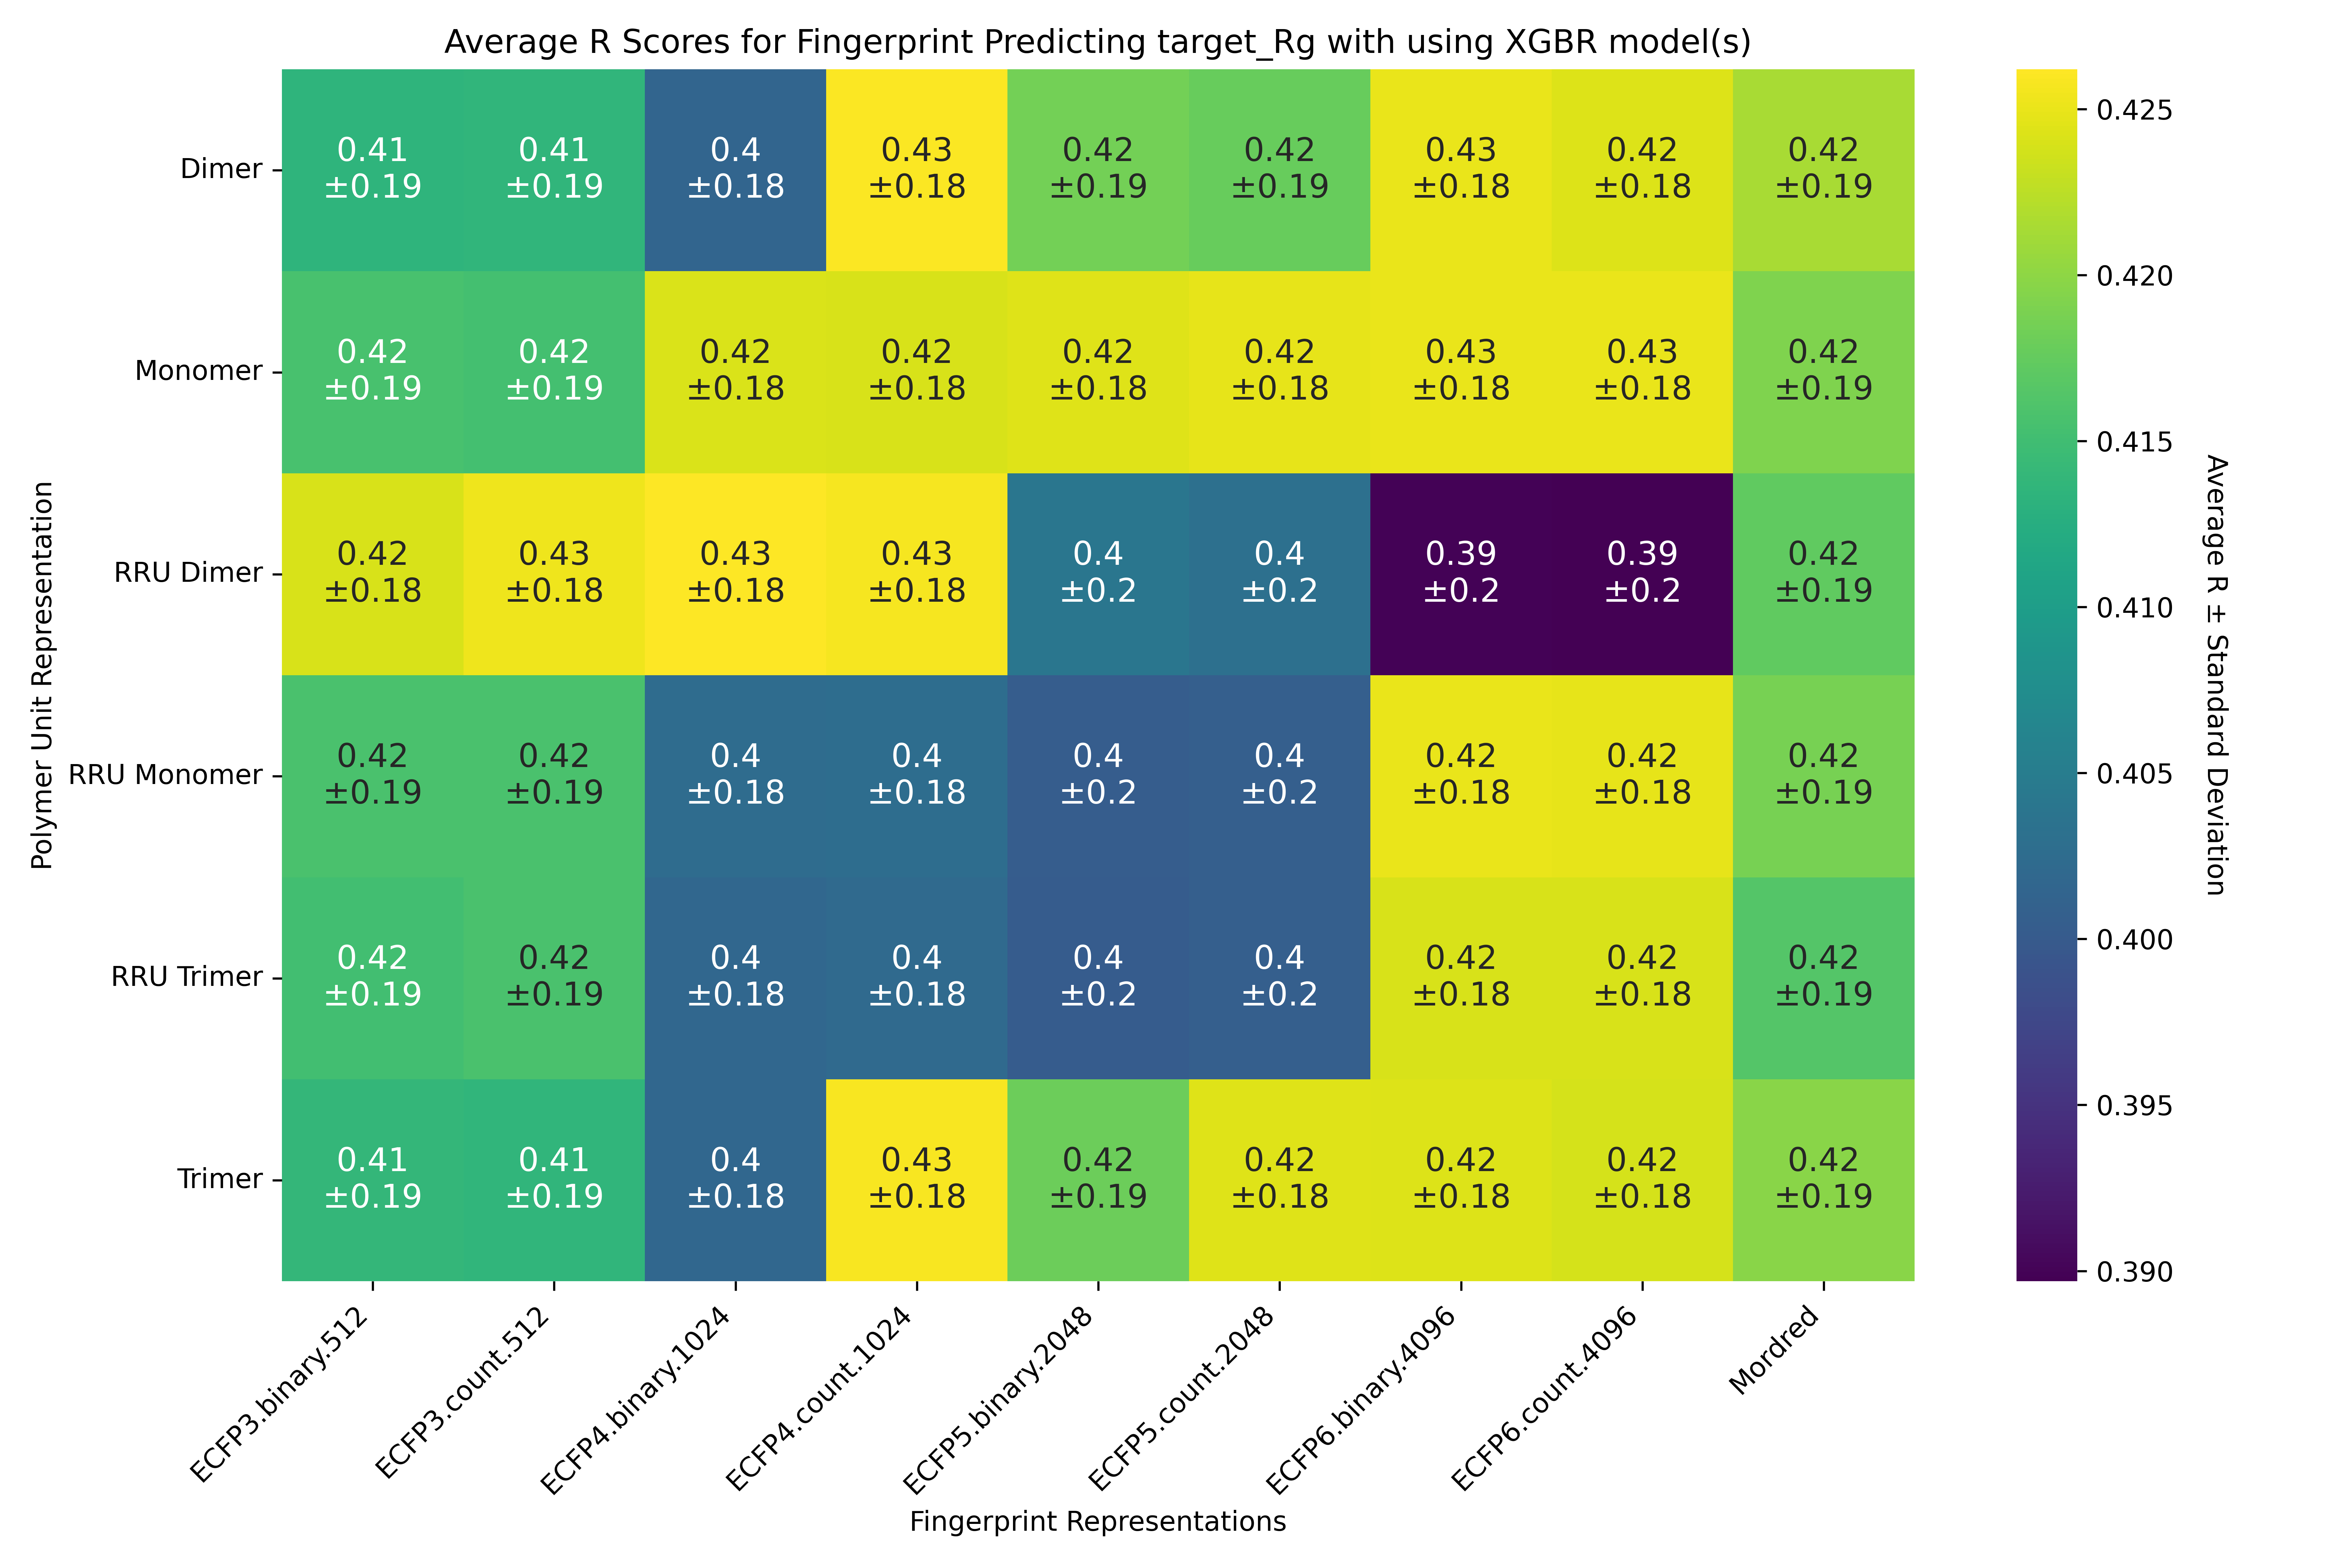 Average R Scores for Fingerprint Predicting target_Rg with using XGBR model(s)
Polymer Unit Representation
Dimer
0.41 0.41 0.4 0.43 0.42 0.42 0.43 0.42 0.42
±0.19 ±0.19 ±0.18 ±0.18 ±0.19 ±0.19 ±0.18 ±0.18 ±0.19
Monomer
0.42 0.42 0.42 0.42 0.42 0.42 0.43 0.43 0.42
±0.19 ±0.19 ±0.18 ±0.18 ±0.18 ±0.18 ±0.18 ±0.18 ±0.19
RRU Dimer
0.42 0.43 0.43 0.43 0.4 0.4 0.39 0.39 0.42
±0.18 ±0.18 ±0.18 ±0.18 ±0.2 ±0.2 ±0.2 ±0.2 ±0.19
RRU Monomer
0.42 0.42 0.4 0.4 0.4 0.4 0.42 0.42 0.42
±0.19 ±0.19 ±0.18 ±0.18 ±0.2 ±0.2 ±0.18 ±0.18 ±0.19
RRU Trimer
0.42 0.42 0.4 0.4 0.4 0.4 0.42 0.42 0.42
±0.19 ±0.19 ±0.18 ±0.18 ±0.2 ±0.2 ±0.18 ±0.18 ±0.19
Trimer
0.41 0.41 0.4 0.43 0.42 0.42 0.42 0.42 0.42
±0.19 ±0.19 ±0.18 ±0.18 ±0.19 ±0.18 ±0.18 ±0.18 ±0.19
ECFP3.binary.512
ECFP3.count.512
ECFP4.binary.1024
ECFP4.count.1024
ECFP5.binary.2048
ECFP5.count.2048
ECFP6.binary.4096
ECFP6.count.4096
Mordred
Fingerprint Representations
0.425
0.420
0.415
0.410
0.405
0.400
0.395
0.390
Average R ± Standard Deviation